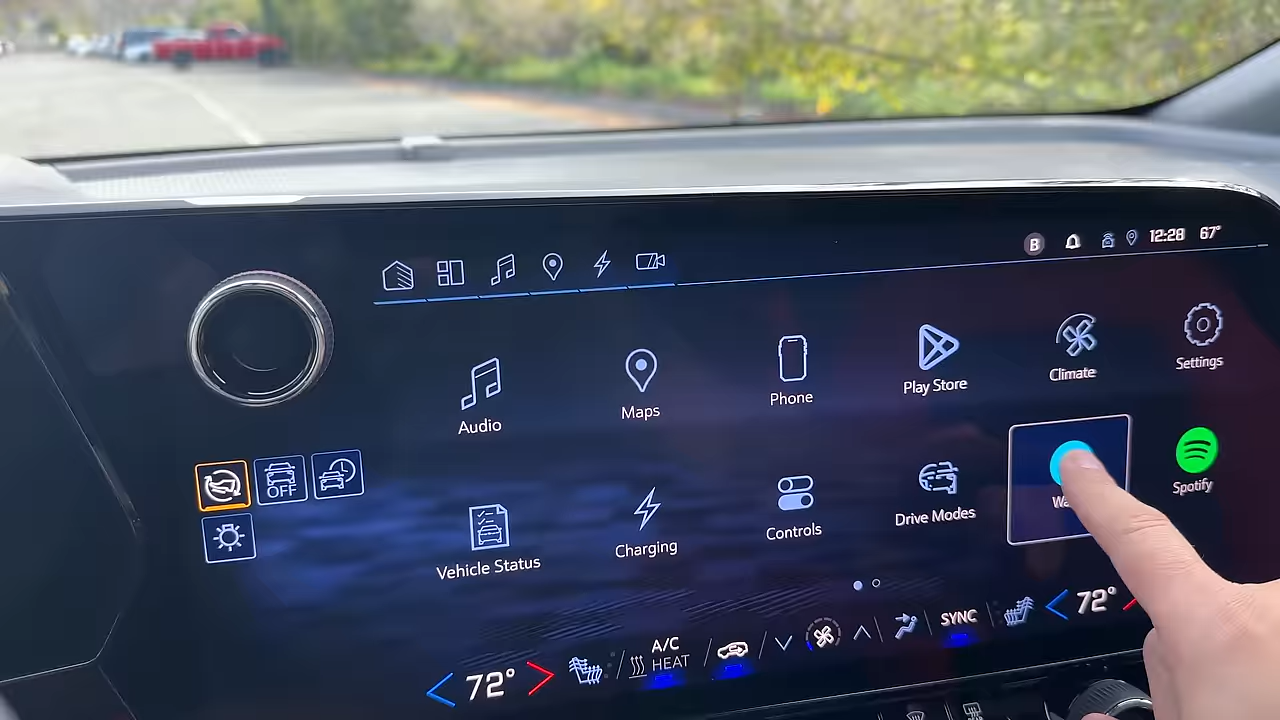 B 12:28 67°
Audio
Maps
Phone
Play Store
Climate
Settings
OFF
Vehicle Status
Charging
Controls
Drive Modes
Spotify
72°
A/C
HEAT
SYNC
72°